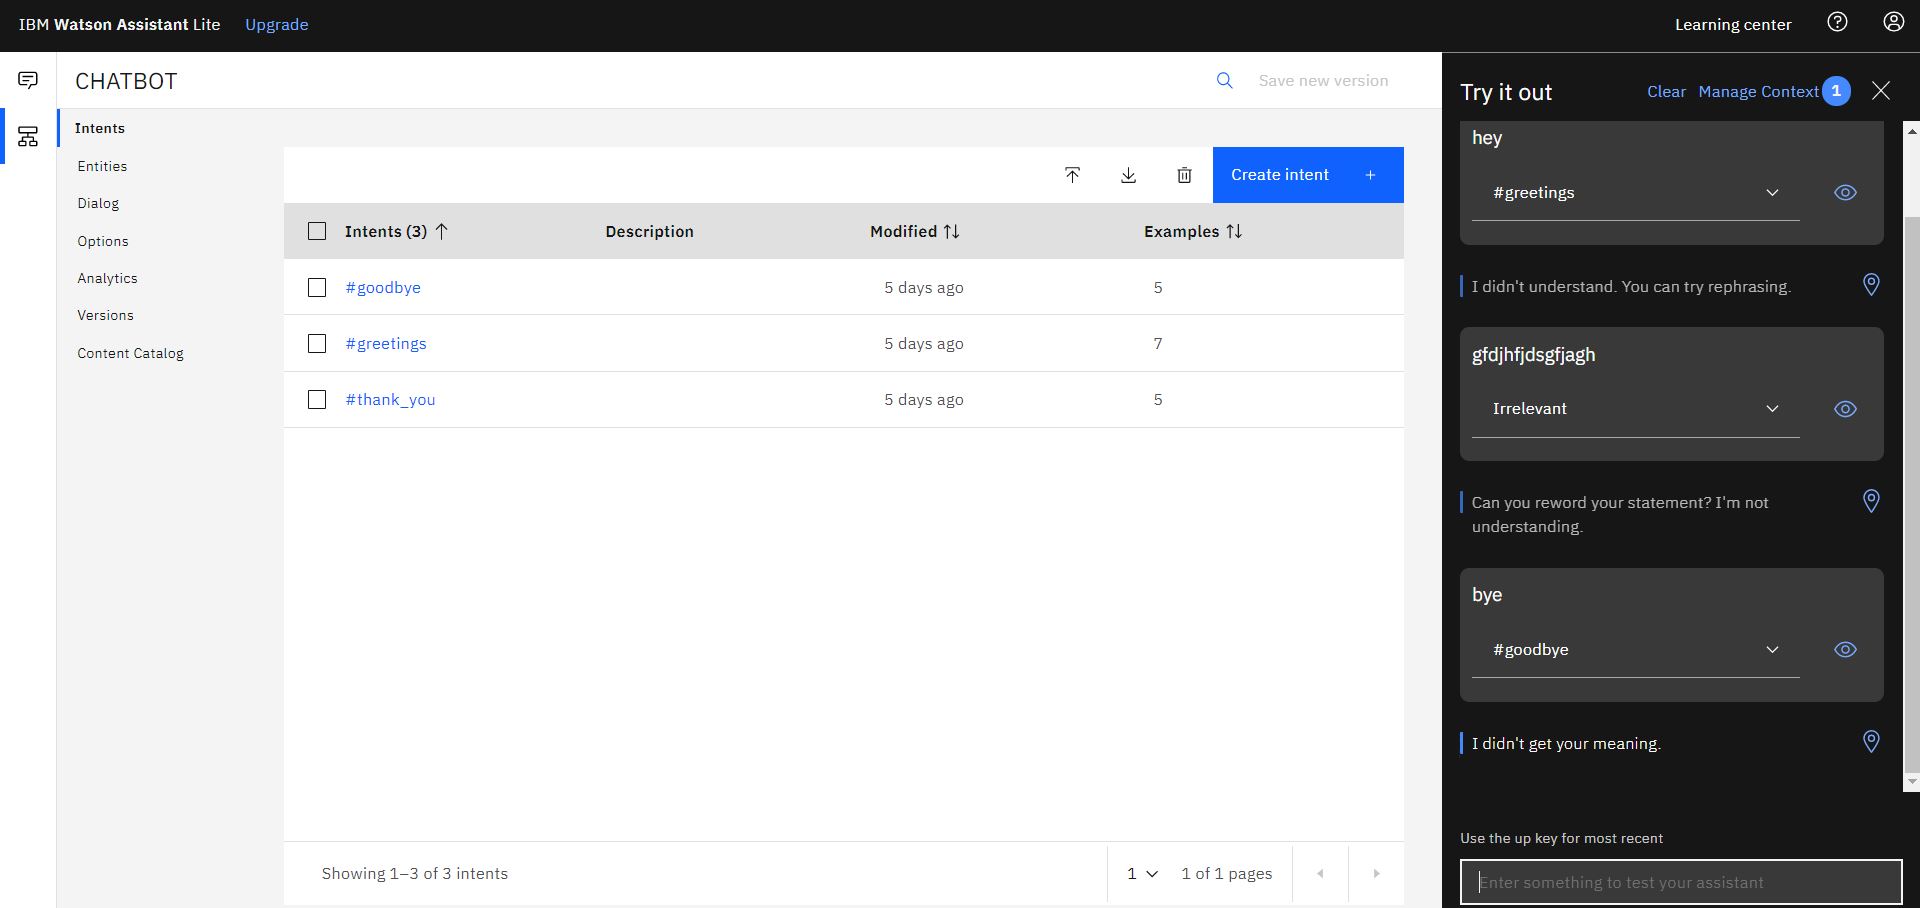 IBM Watson Assistant Lite Upgrade Learning center
CHATBOT
Save new version
Intents
Entities
Dialog
Options
Analytics
Versions
Content Catalog
Create intent +
Intents (3) Description Modified Examples
#goodbye 5 days ago 5
#greetings 5 days ago 7
#thank_you 5 days ago 5
Showing 1–3 of 3 intents 1 1 of 1 pages
Try it out Clear Manage Context 1
hey
#greetings
I didn't understand. You can try rephrasing.
gfdjhfjdsgfjagh
Irrelevant
Can you reword your statement? I'm not
understanding.
bye
#goodbye
I didn't get your meaning.
Use the up key for most recent
Enter something to test your assistant